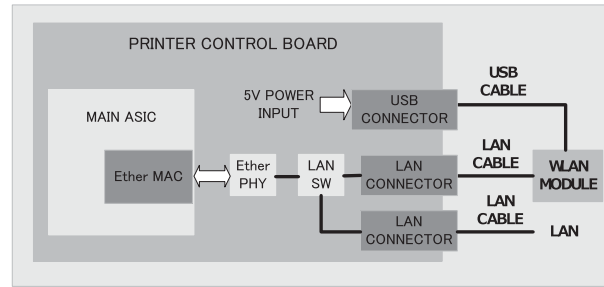 PRINTER CONTROL BOARD
MAIN ASIC
Ether MAC
5V POWER
INPUT
USB
CONNECTOR
USB
CABLE
Ether
PHY
LAN
SW
LAN
CONNECTOR
LAN
CABLE
WLAN
MODULE
LAN
CONNECTOR
LAN
CABLE
LAN